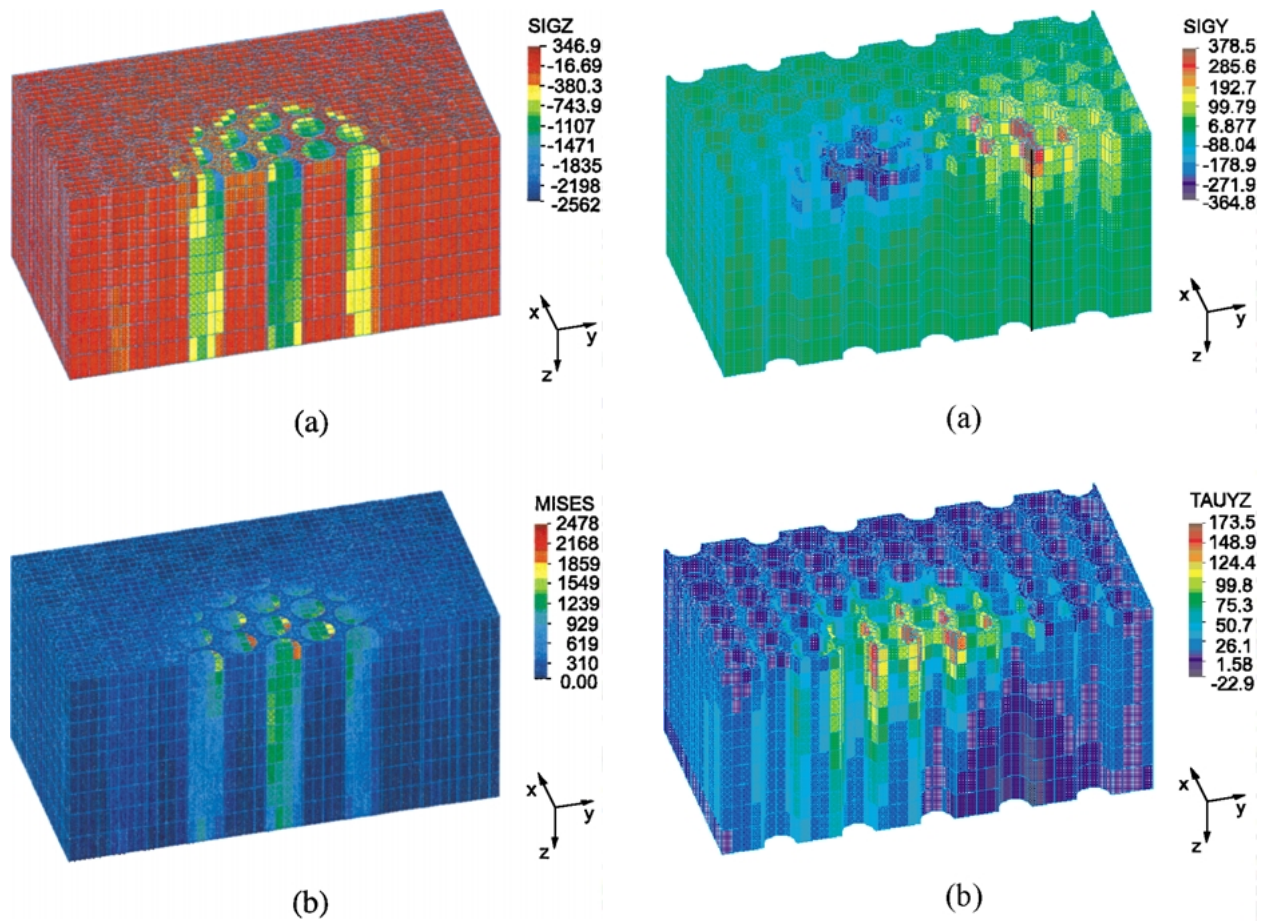 SIGZ
346.9
-16.69
-380.3
-743.9
-1107
-1471
-1835
-2198
-2562
x
y
z
(a)
SIGY
378.5
285.6
192.7
99.79
6.877
-88.04
-178.9
-271.9
-364.8
x
y
z
(a)
MISES
2478
2168
1859
1549
1239
929
619
310
0.00
x
y
z
(b)
TAUYZ
173.5
148.9
124.4
99.8
75.3
50.7
26.1
1.58
-22.9
x
y
z
(b)